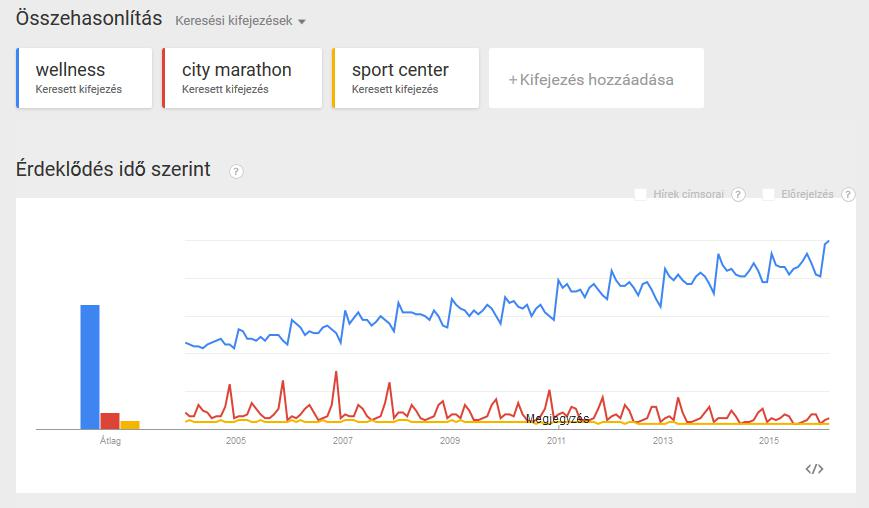 Összehasonlítás Keresési kifejezések
wellness
Keresett kifejezés
city marathon
Keresett kifejezés
sport center
Keresett kifejezés
+Kifejezés hozzáadása
Érdeklődés idő szerint ?
Hírek címsorai ? Előrejelzés ?
Megjegyzés
Átlag 2005 2007 2009 2011 2013 2015
</>